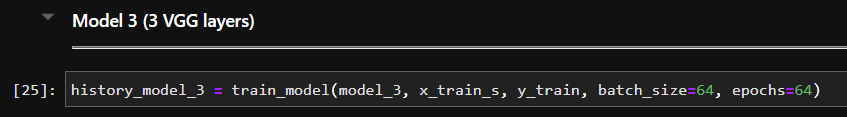 Model 3 (3 VGG layers)
[25]: history_model_3 = train_model(model_3, x_train_s, y_train, batch_size=64, epochs=64)